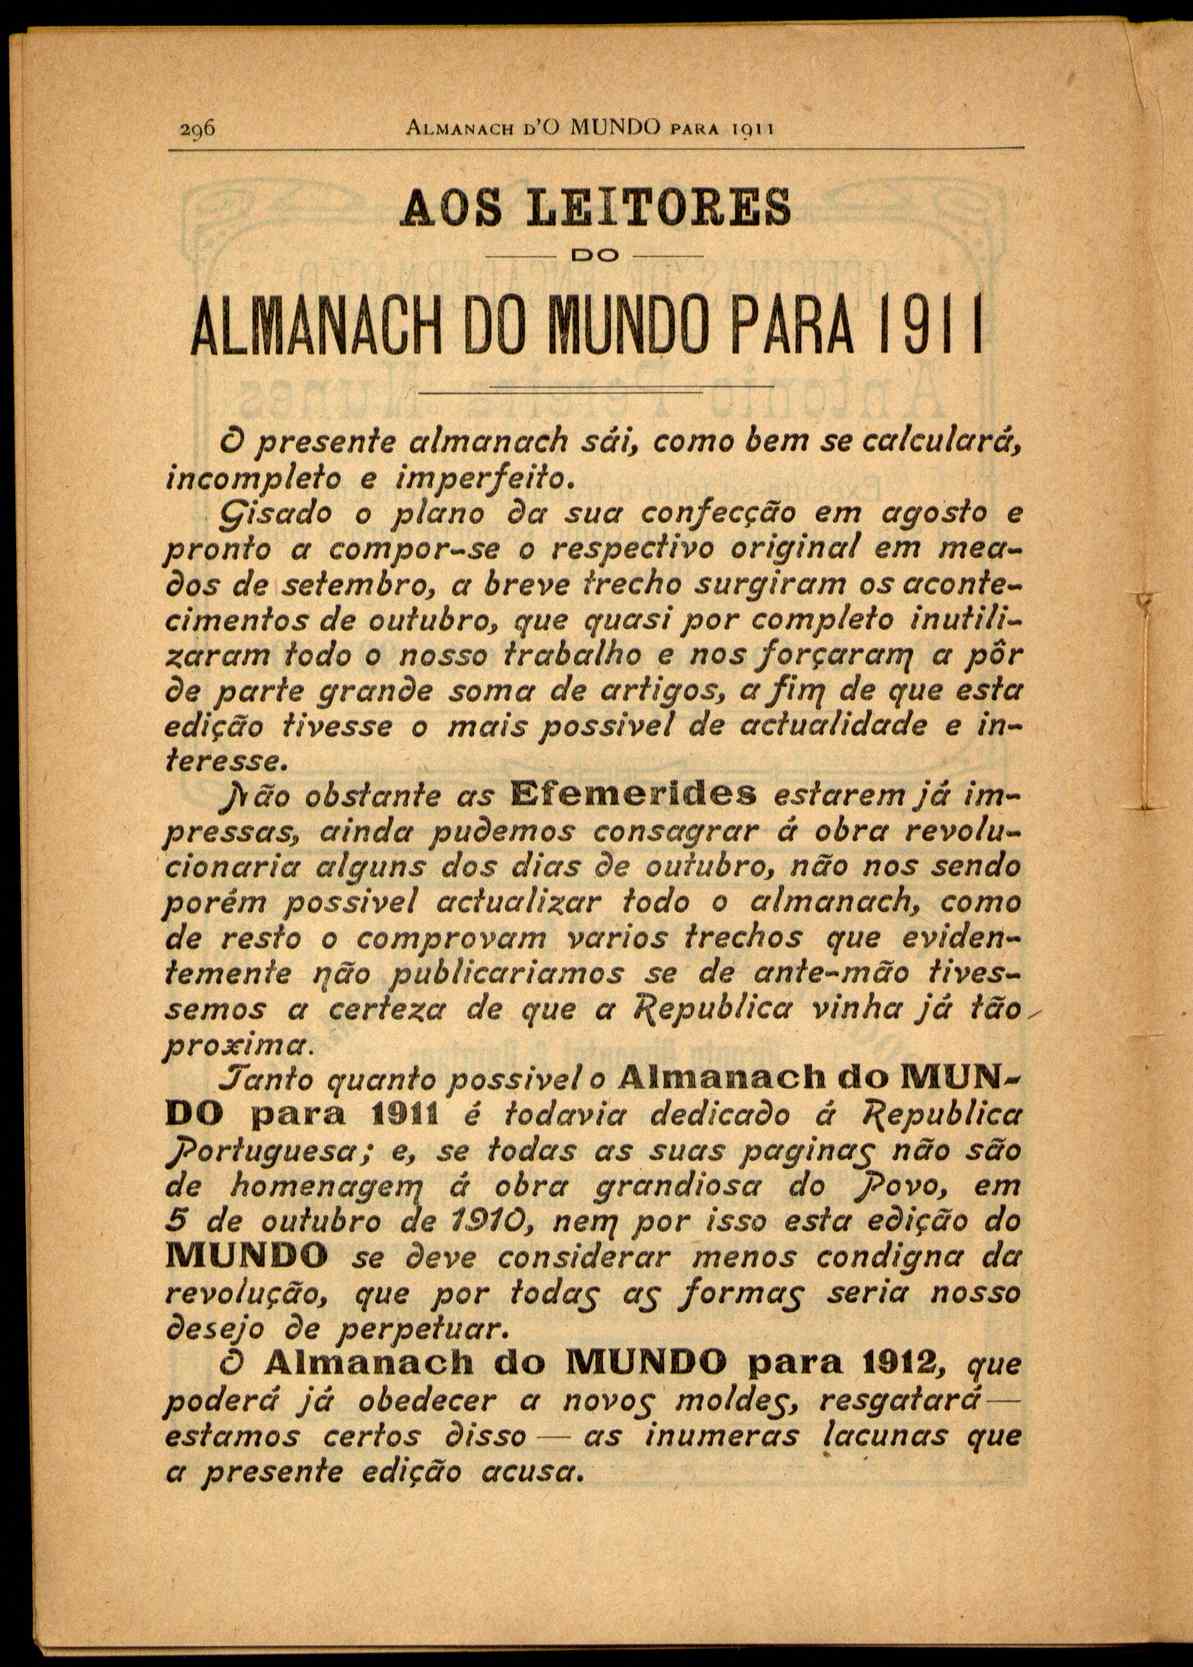 296
ALMANACH D'O MUNDO PARA 1911
AOS LEITORES
DO
ALMANACH DO MUNDO PARA 1911
O presente almanach sái, como bem se calculará,
incompleto e imperfeito.
Gisado o plano da sua confecção em agosto e
pronto a compor-se o respectivo original em mea-
dos de setembro, a breve trecho surgiram os aconte-
cimentos de outubro, que quasi por completo inutili-
zaram todo o nosso trabalho e nos forçaram a pôr
de parte grande soma de artigos, a fim de que esta
edição tivesse o mais possivel de actualidade e in-
teresse.
Não obstante as Efemerides estarem já im-
pressas, ainda pudemos consagrar á obra revolu-
cionaria alguns dos dias de outubro, não nos sendo
porém possivel actualizar todo o almanach, como
de resto o comprovam varios trechos que eviden-
temente não publicariamos se de ante-mão tives-
semos a certeza de que a Republica vinha já tão
proxima.
Tanto quanto possivel o Almanach do MUN-
DO para 1911 é todavia dedicado á Republica
Portuguesa; e, se todas as suas paginas não são
de homenagem á obra grandiosa do Povo, em
5 de outubro de 1910, nem por isso esta edição do
MUNDO se deve considerar menos condigna da
revolução, que por todas as formas seria nosso
desejo de perpetuar.
O Almanach do MUNDO para 1912, que
poderá já obedecer a novos moldes, resgatará—
estamos certos disso — as inumeras lacunas que
a presente edição acusa.